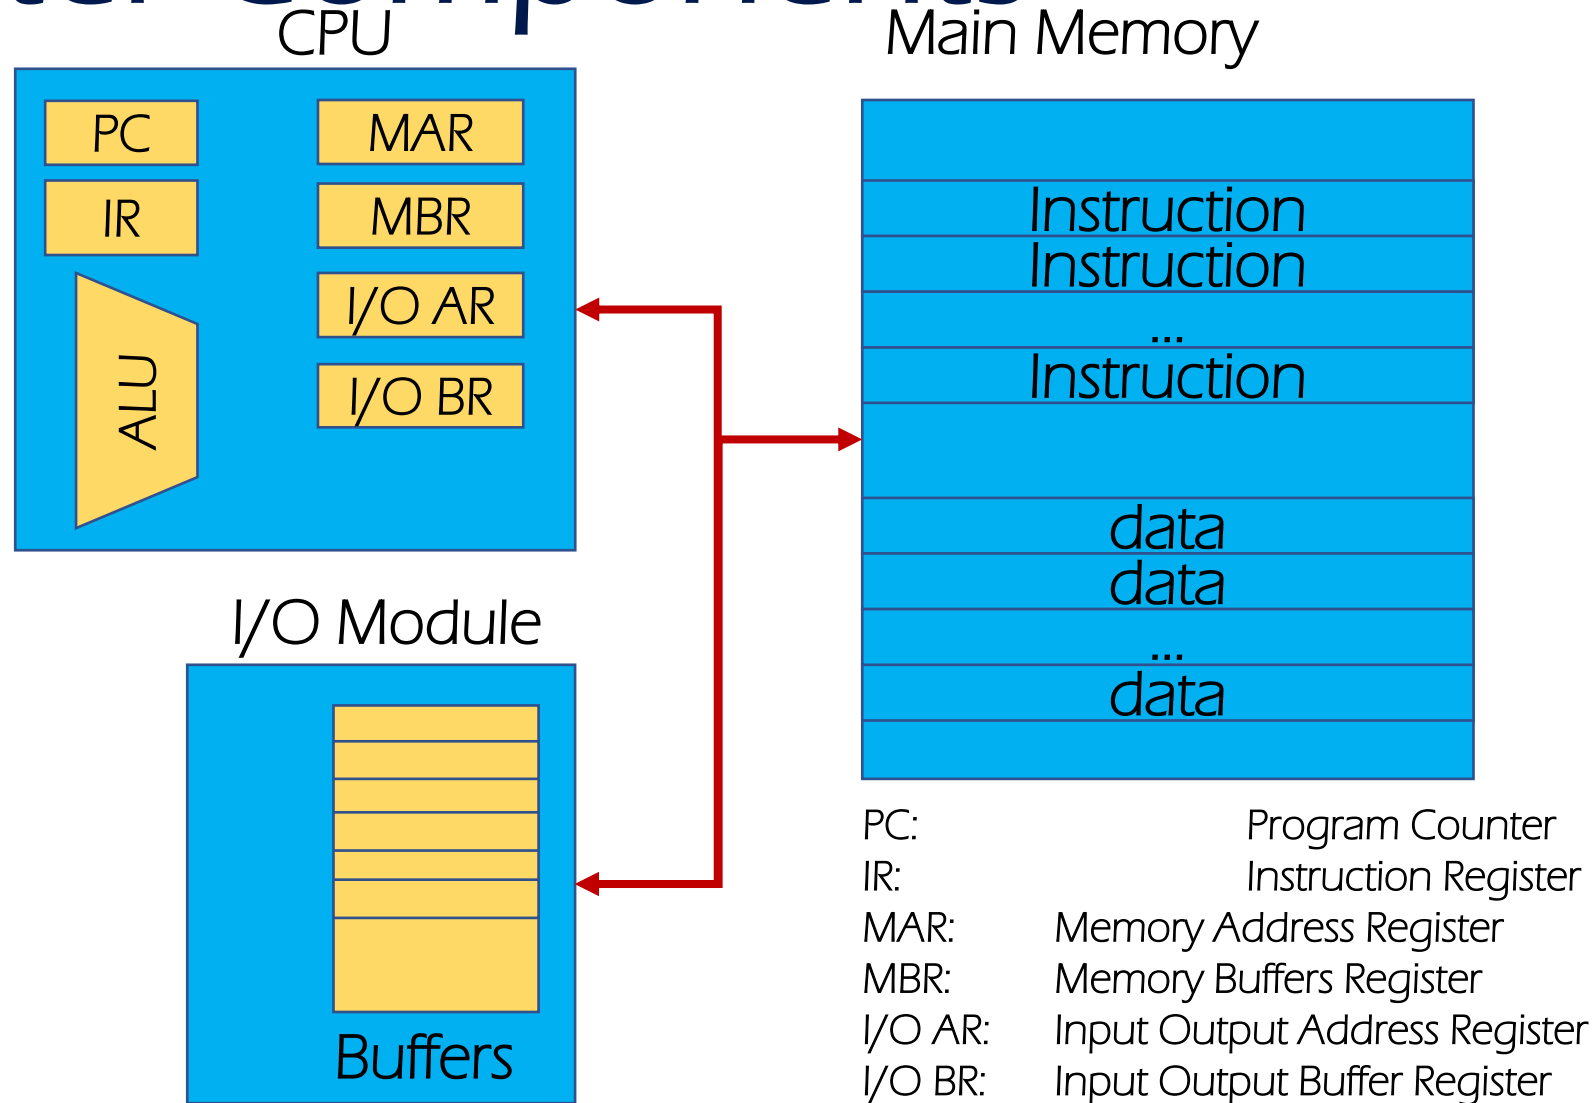 Components
CPU
PC
IR
ALU
MAR
MBR
I/O AR
I/O BR
Main Memory
Instruction
Instruction
...
Instruction
data
data
...
data
I/O Module
Buffers
PC: Program Counter
IR: Instruction Register
MAR: Memory Address Register
MBR: Memory Buffers Register
I/O AR: Input Output Address Register
I/O BR: Input Output Buffer Register